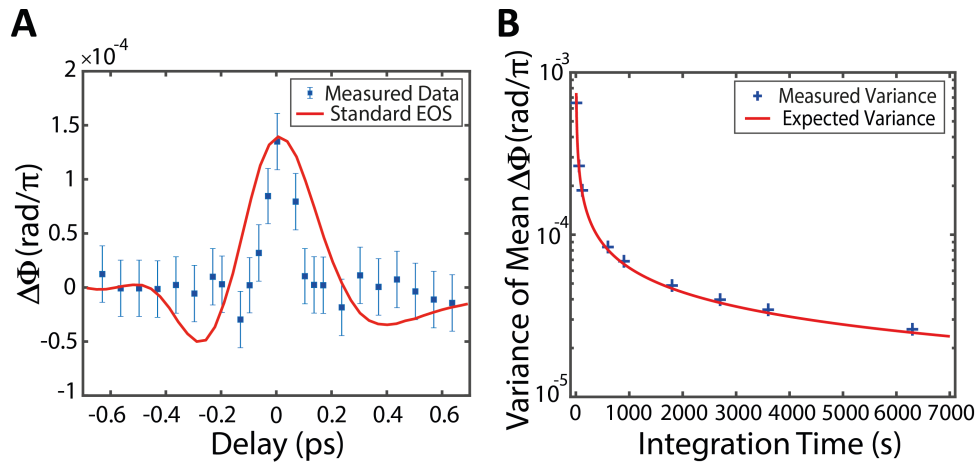 A
2 ×10⁻⁴
1.5
1
0.5
0
-0.5
-1
ΔΦ (rad/π)
Measured Data
Standard EOS
-0.6 -0.4 -0.2 0 0.2 0.4 0.6
Delay (ps)
B
10⁻³
10⁻⁴
10⁻⁵
Variance of Mean ΔΦ (rad/π)
Measured Variance
Expected Variance
0 1000 2000 3000 4000 5000 6000 7000
Integration Time (s)